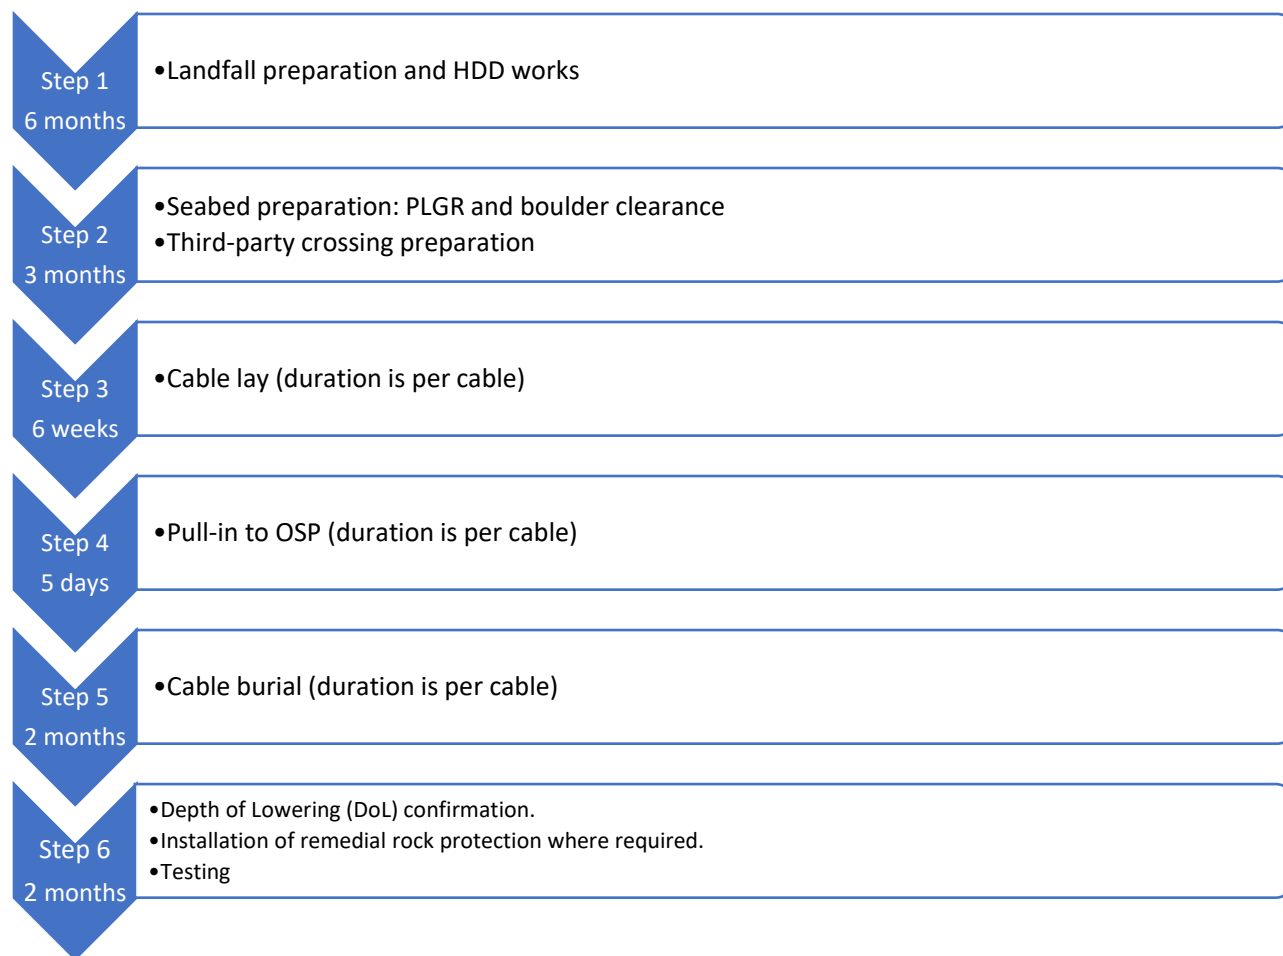 Step 1
6 months
•Landfall preparation and HDD works
Step 2
3 months
•Seabed preparation: PLGR and boulder clearance
•Third-party crossing preparation
Step 3
6 weeks
•Cable lay (duration is per cable)
Step 4
5 days
•Pull-in to OSP (duration is per cable)
Step 5
2 months
•Cable burial (duration is per cable)
Step 6
2 months
•Depth of Lowering (DoL) confirmation.
•Installation of remedial rock protection where required.
•Testing